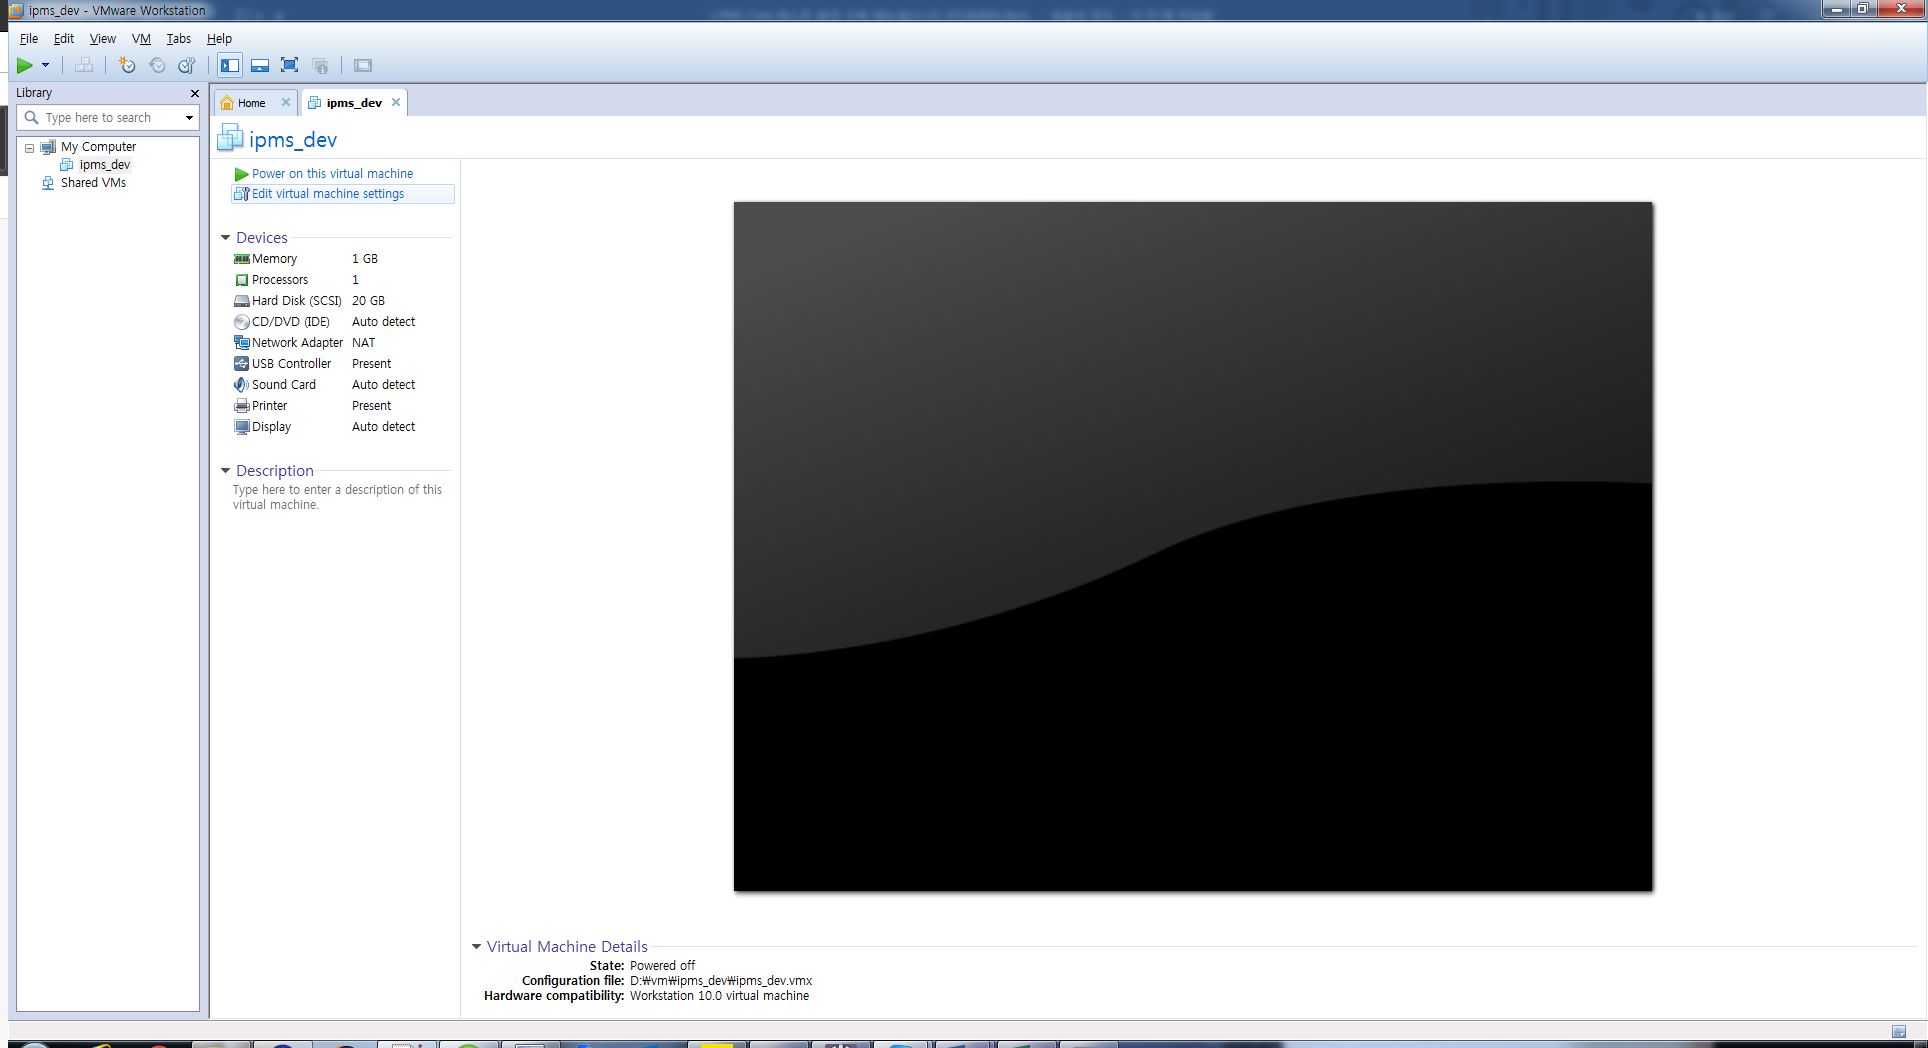 ipms_dev - VMware Workstation
File Edit View VM Tabs Help
Library
Home
ipms_dev
Type here to search
My Computer
ipms_dev
Shared VMs
ipms_dev
Power on this virtual machine
Edit virtual machine settings
Devices
Memory 1 GB
Processors 1
Hard Disk (SCSI) 20 GB
CD/DVD (IDE) Auto detect
Network Adapter NAT
USB Controller Present
Sound Card Auto detect
Printer Present
Display Auto detect
Description
Type here to enter a description of this
virtual machine.
Virtual Machine Details
State: Powered off
Configuration file: D:₩vm₩ipms_dev₩ipms_dev.vmx
Hardware compatibility: Workstation 10.0 virtual machine